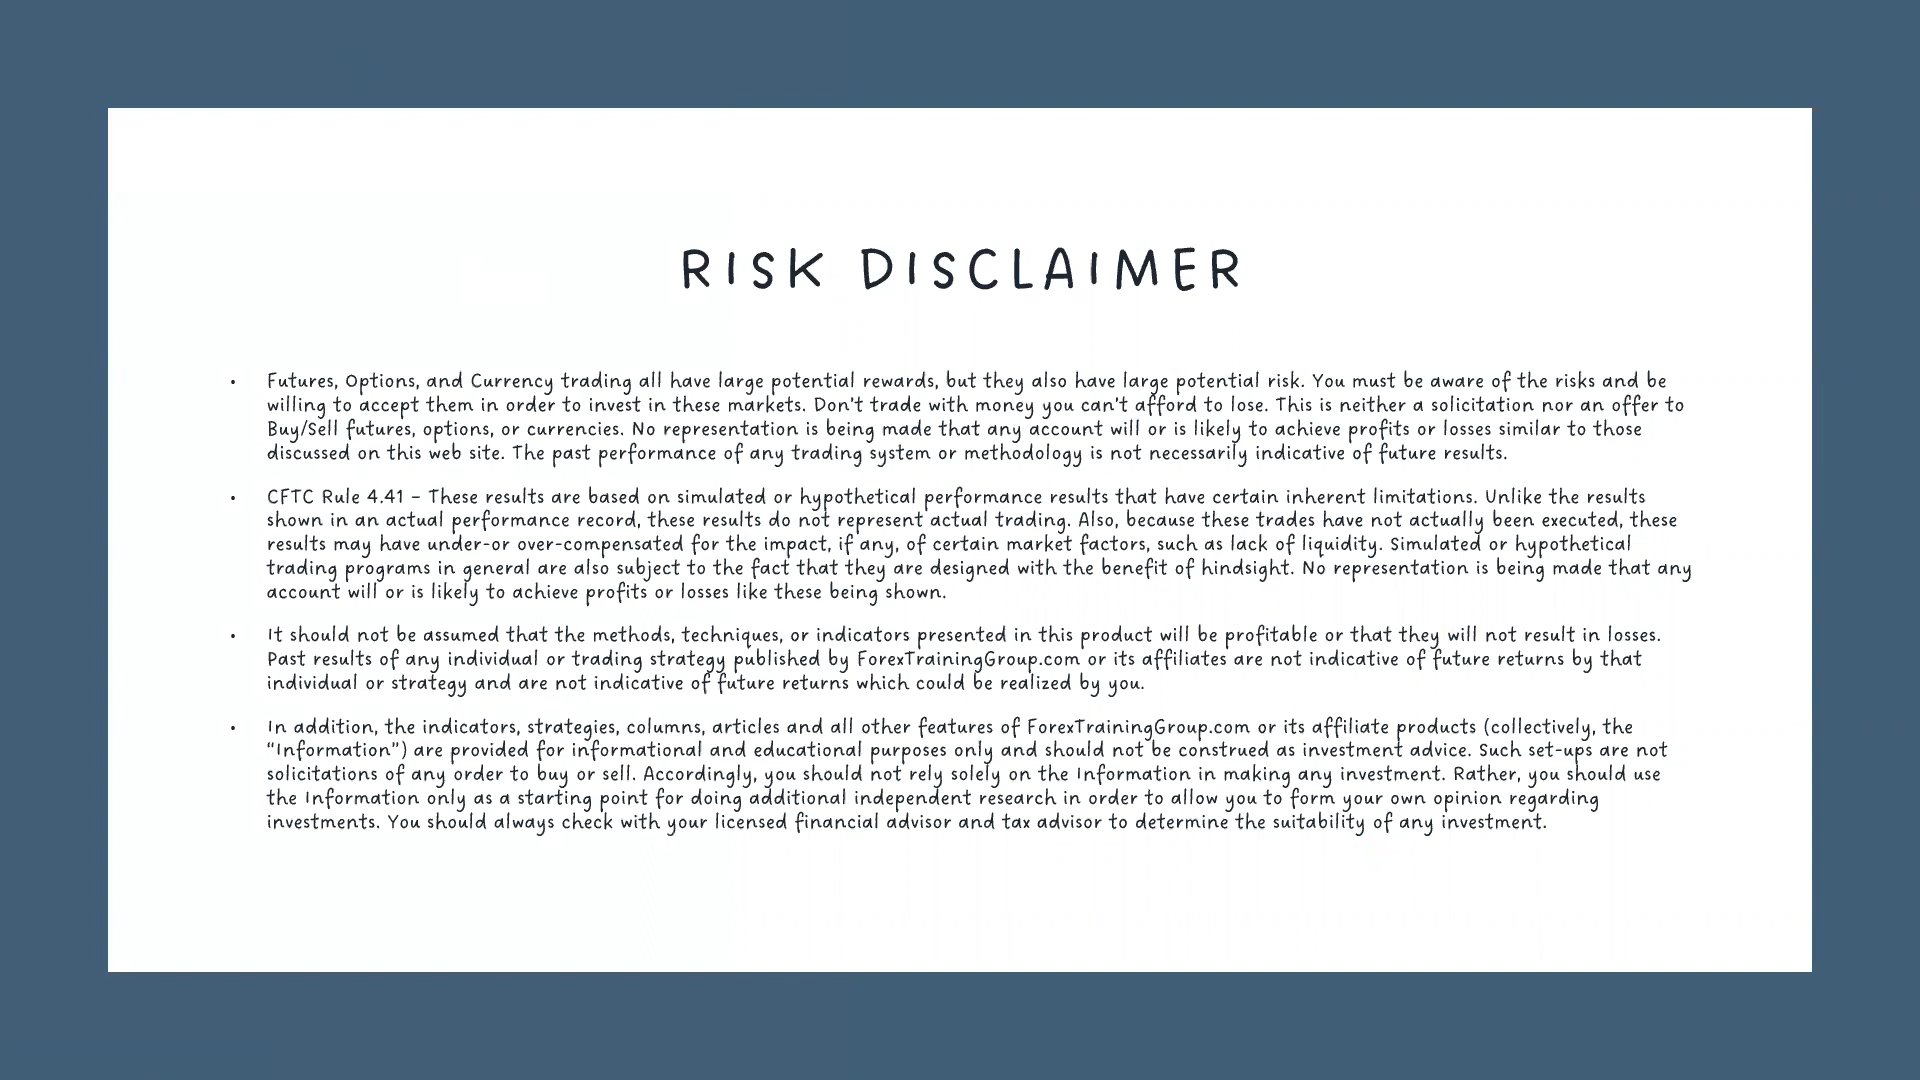 RISK DISCLAIMER
• Futures, Options, and Currency trading all have large potential rewards, but they also have large potential risk. You must be aware of the risks and be
willing to accept them in order to invest in these markets. Don't trade with money you can't afford to lose. This is neither a solicitation nor an offer to
Buy/Sell futures, options, or currencies. No representation is being made that any account will or is likely to achieve profits or losses similar to those
discussed on this web site. The past performance of any trading system or methodology is not necessarily indicative of future results.
• CFTC Rule 4.41 – These results are based on simulated or hypothetical performance results that have certain inherent limitations. Unlike the results
shown in an actual performance record, these results do not represent actual trading. Also, because these trades have not actually been executed, these
results may have under-or over-compensated for the impact, if any, of certain market factors, such as lack of liquidity. Simulated or hypothetical
trading programs in general are also subject to the fact that they are designed with the benefit of hindsight. No representation is being made that any
account will or is likely to achieve profits or losses like these being shown.
• It should not be assumed that the methods, techniques, or indicators presented in this product will be profitable or that they will not result in losses.
Past results of any individual or trading strategy published by ForexTrainingGroup.com or its affiliates are not indicative of future returns by that
individual or strategy and are not indicative of future returns which could be realized by you.
• In addition, the indicators, strategies, columns, articles and all other features of ForexTrainingGroup.com or its affiliate products (collectively, the
“Information”) are provided for informational and educational purposes only and should not be construed as investment advice. Such set-ups are not
solicitations of any order to buy or sell. Accordingly, you should not rely solely on the Information in making any investment. Rather, you should use
the Information only as a starting point for doing additional independent research in order to allow you to form your own opinion regarding
investments. You should always check with your licensed financial advisor and tax advisor to determine the suitability of any investment.